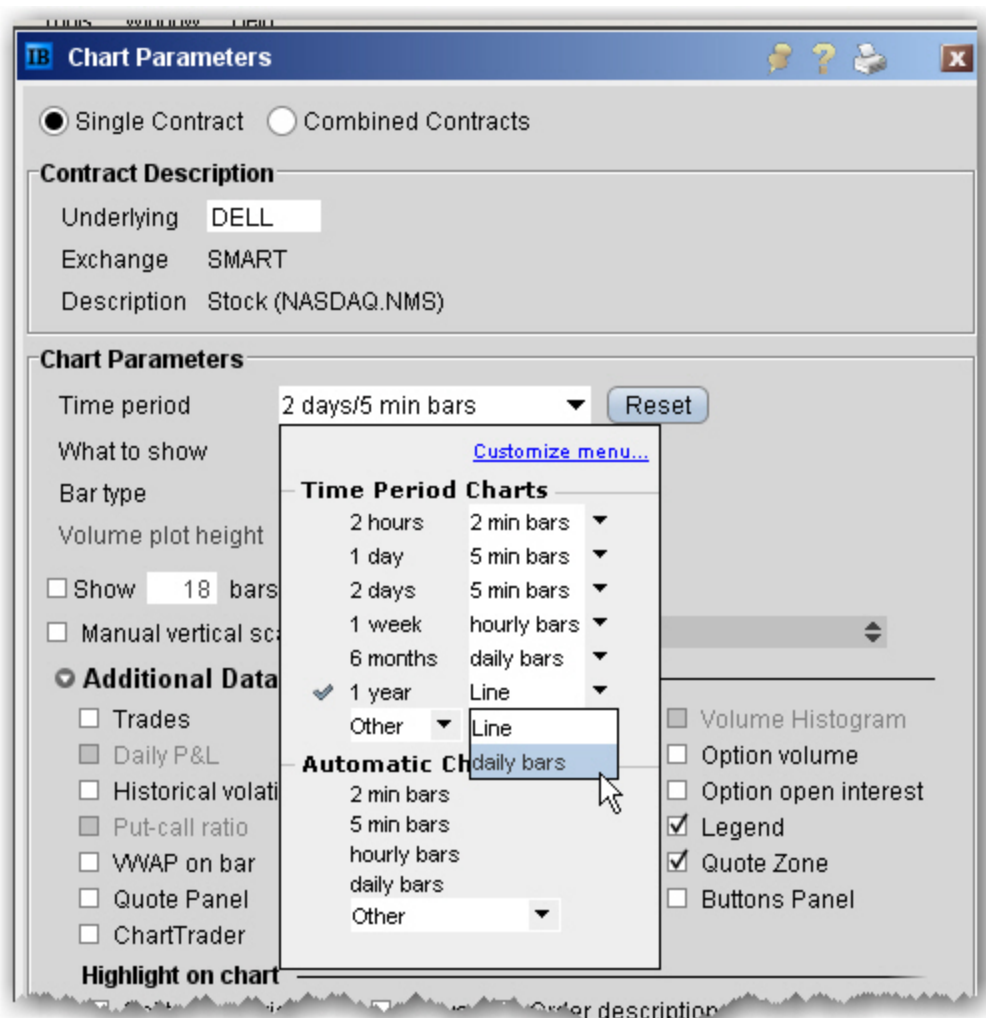 Tools Window Help
IB Chart Parameters
Single Contract Combined Contracts
Contract Description
Underlying DELL
Exchange SMART
Description Stock (NASDAQ.NMS)
Chart Parameters
Time period 2 days/5 min bars Reset
What to show
Bar type
Volume plot height
Show 18 bars
Manual vertical
Customize menu...
Time Period Charts
2 hours 2 min bars
1 day 5 min bars
2 days 5 min bars
1 week hourly bars
6 months daily bars
1 year Line
Other Line
daily bars
Automatic
2 min bars
5 min bars
hourly bars
daily bars
Other
Additional Data
Trades
Daily P&L
Historical
Put-call ratio
VWAP on bar
Quote Panel
ChartTrader
Volume Histogram
Option volume
Option open interest
Legend
Quote Zone
Buttons Panel
Highlight on chart
Order description